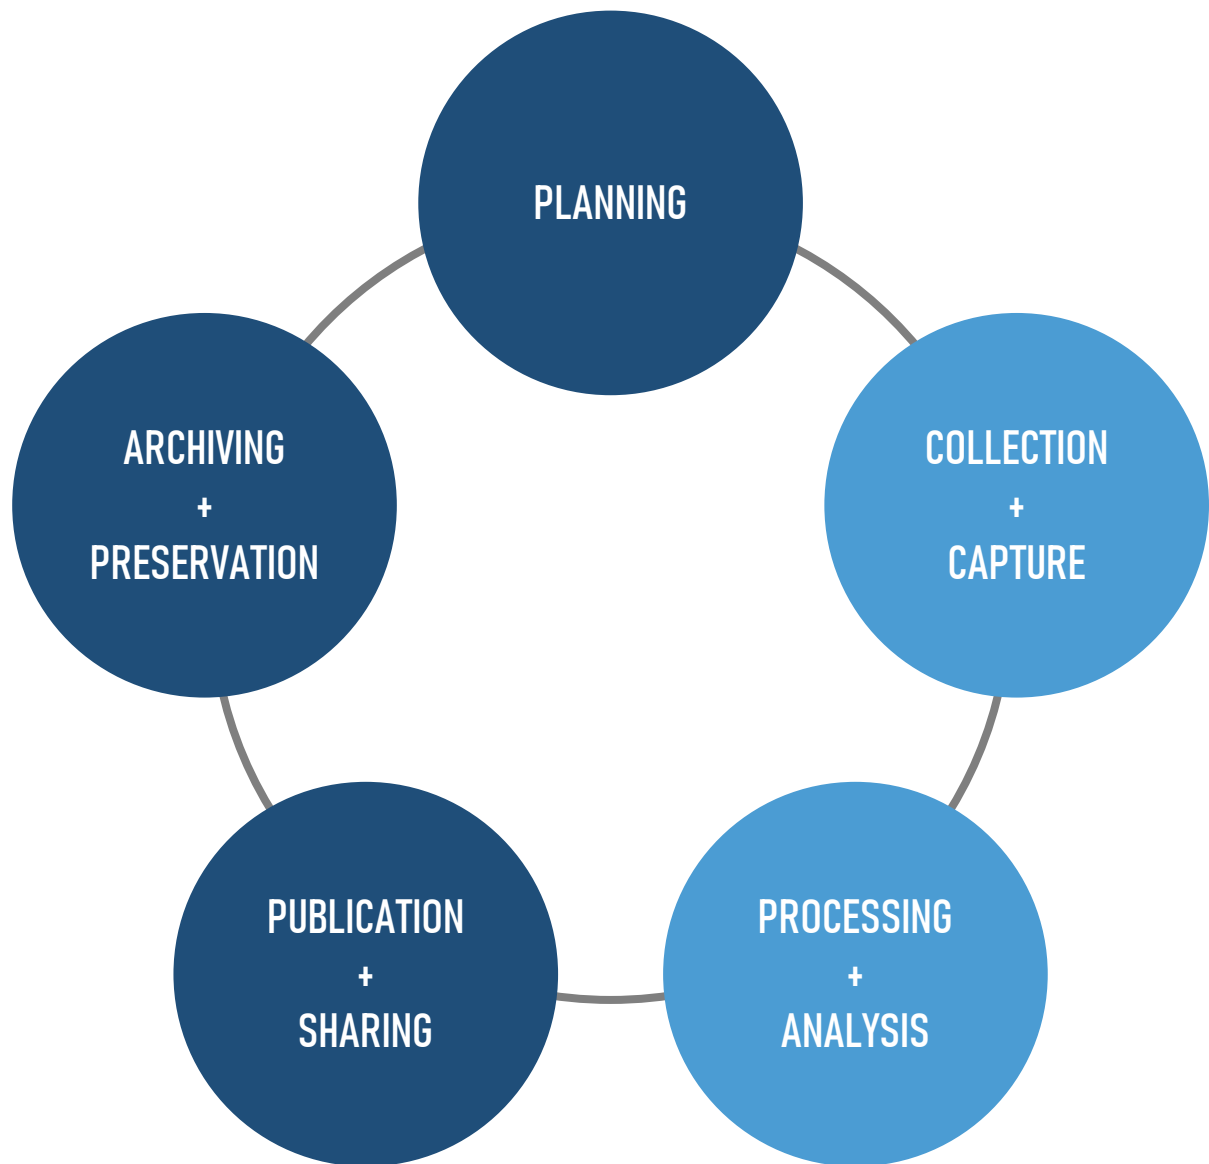 PLANNING
COLLECTION
+
CAPTURE
PROCESSING
+
ANALYSIS
PUBLICATION
+
SHARING
ARCHIVING
+
PRESERVATION